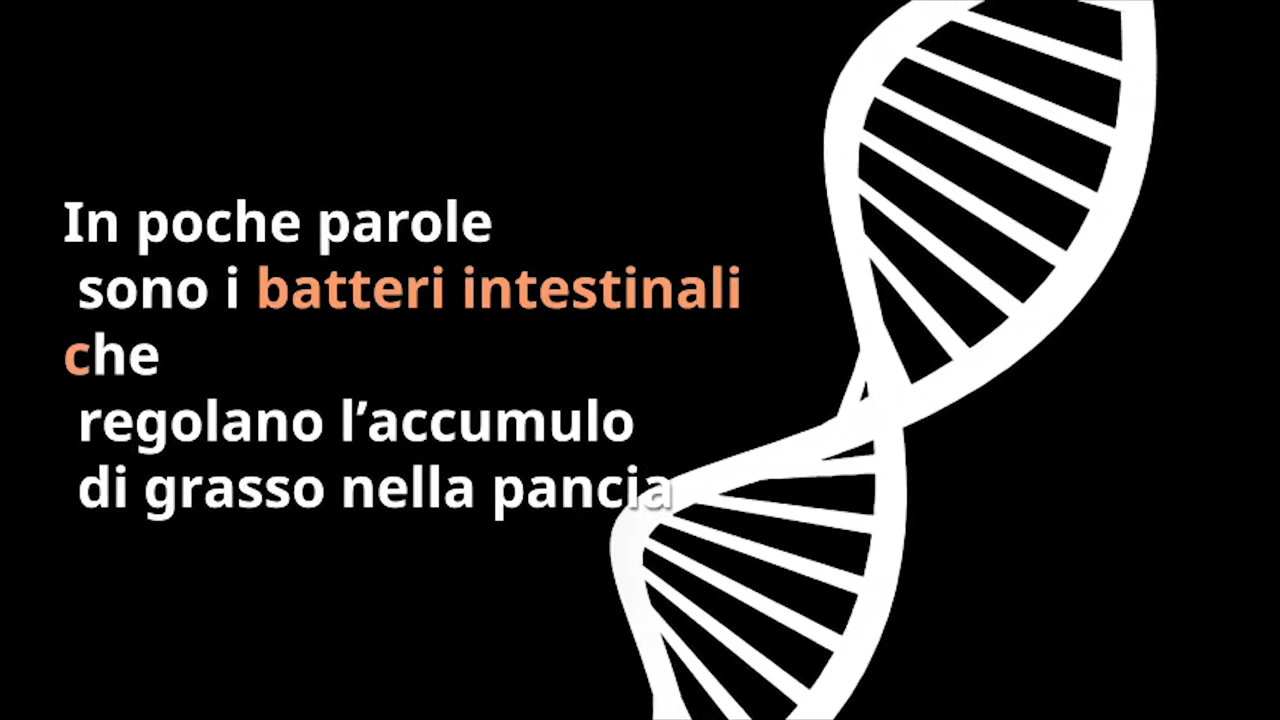 In poche parole
sono i batteri intestinali
che
regolano l’accumulo
di grasso nella pancia